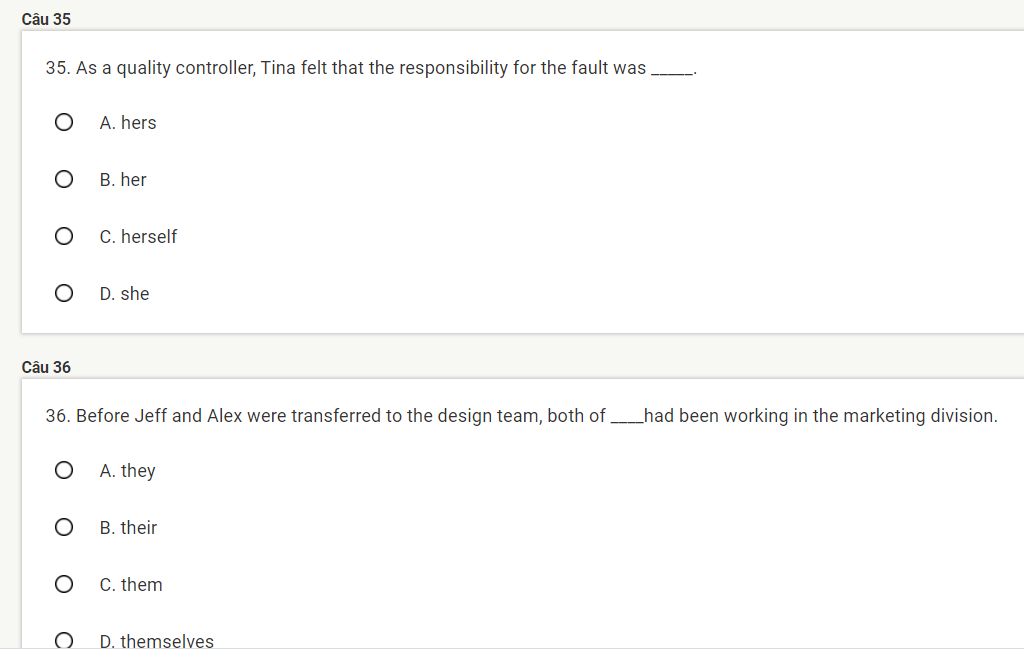 Câu 35
35. As a quality controller, Tina felt that the responsibility for the fault was _____.
A. hers
B. her
C. herself
D. she
Câu 36
36. Before Jeff and Alex were transferred to the design team, both of ____had been working in the marketing division.
A. they
B. their
C. them
D. themselves